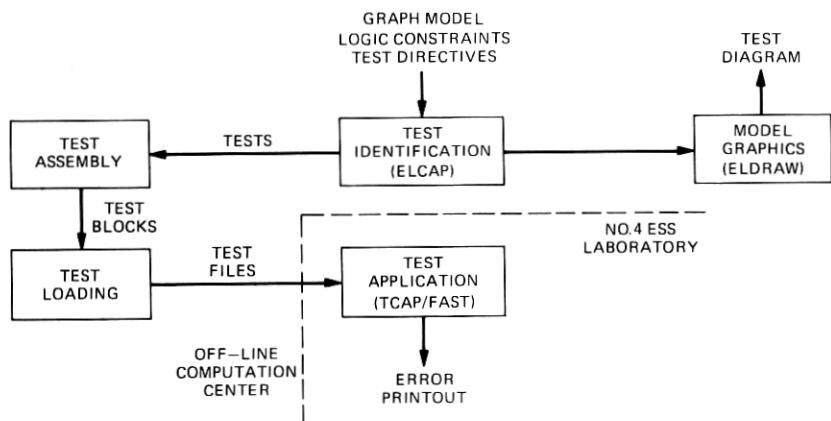 GRAPH MODEL
LOGIC CONSTRAINTS
TEST DIRECTIVES
TEST
DIAGRAM
TEST
ASSEMBLY
TESTS
TEST
IDENTIFICATION
(ELCAP)
MODEL
GRAPHICS
(ELDRAW)
TEST
BLOCKS
NO.4 ESS
LABORATORY
TEST
LOADING
TEST
FILES
TEST
APPLICATION
(TCAP/FAST)
OFF-LINE
COMPUTATION
CENTER
ERROR
PRINTOUT